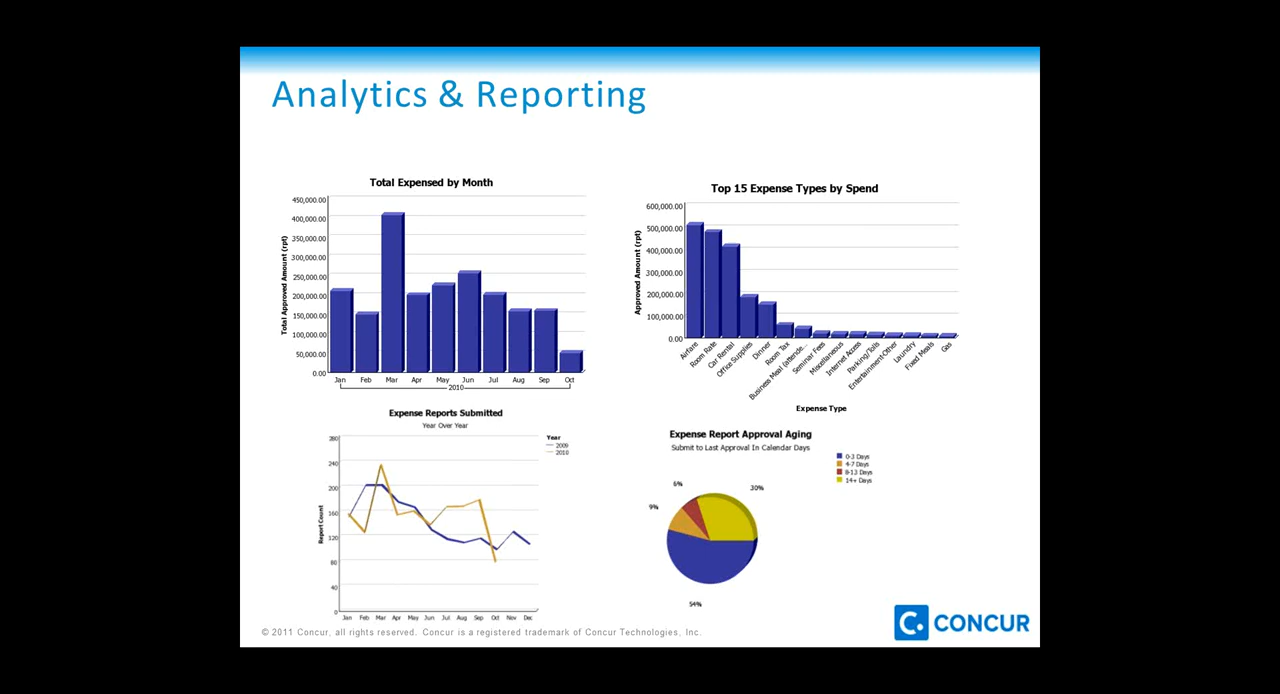 Analytics & Reporting
Total Expensed by Month
Total Approved Amount (rpt)
450,000.00
400,000.00
350,000.00
300,000.00
250,000.00
200,000.00
150,000.00
100,000.00
50,000.00
0.00
Jan Feb Mar Apr May Jun Jul Aug Sep Oct
2010
Top 15 Expense Types by Spend
Approved Amount (rpt)
600,000.00
500,000.00
400,000.00
300,000.00
200,000.00
100,000.00
0.00
Airfare
Room Rate
Car Rental
Office Supplies
Dinner
Room Tax
Business Meal (attende...
Seminar Fees
Miscellaneous
Internet Access
Parking/Tolls
Entertainment-Other
Laundry
Fixed Meals
Gas
Expense Type
Expense Reports Submitted
Year Over Year
Report Count
280
240
200
160
120
80
40
0
Jan Feb Mar Apr May Jun Jul Aug Sep Oct Nov Dec
Year
2009
2010
Expense Report Approval Aging
Submit to Last Approval In Calendar Days
0-3 Days
4-7 Days
8-13 Days
14+ Days
6%
30%
9%
54%
© 2011 Concur, all rights reserved. Concur is a registered trademark of Concur Technologies, Inc.
C. CONCUR